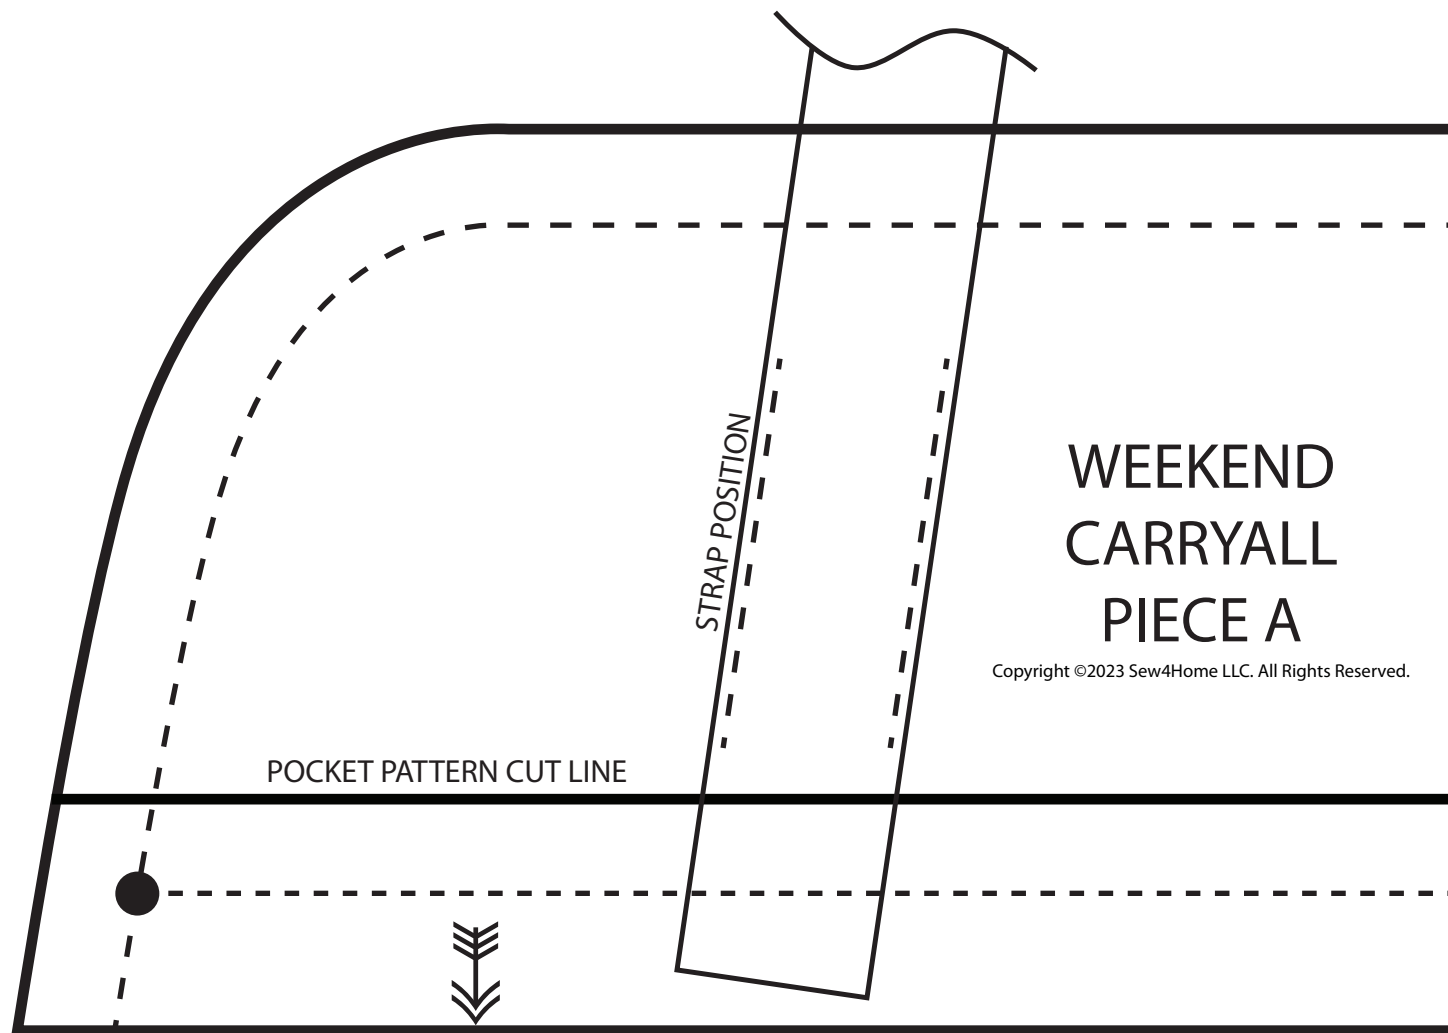 STRAP POSITION
WEEKEND
CARRYALL
PIECE A
Copyright ©2023 Sew4Home LLC. All Rights Reserved.
POCKET PATTERN CUT LINE